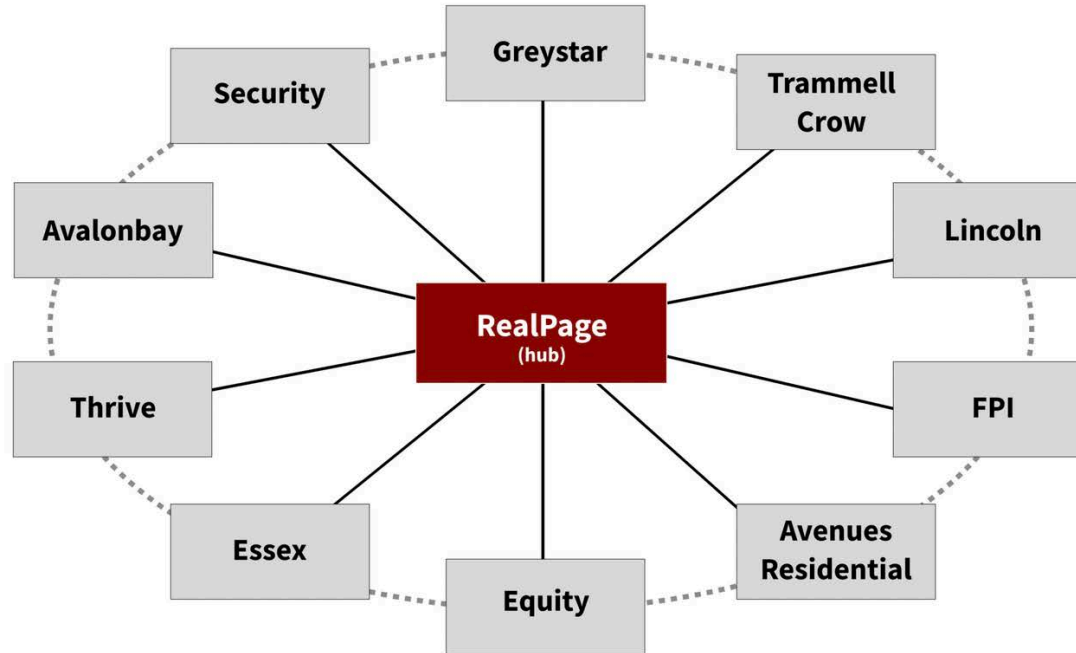 Greystar
Security
Trammell
Crow
Avalonbay
Lincoln
RealPage
(hub)
Thrive
FPI
Essex
Avenues
Residential
Equity